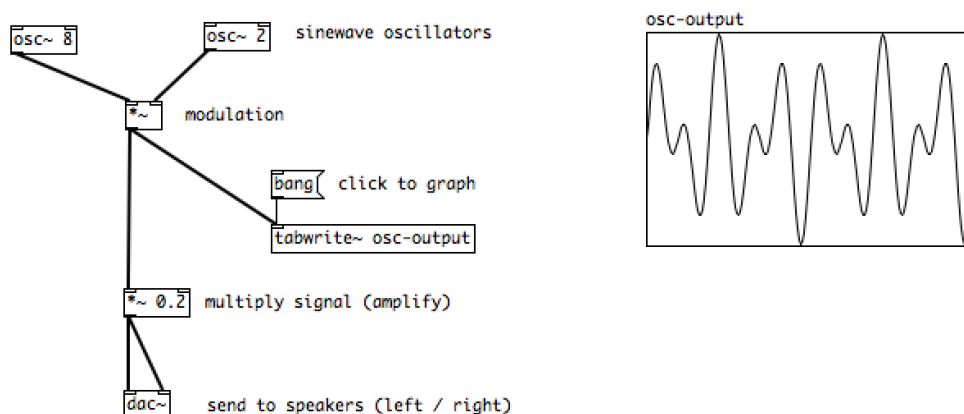 osc~ 8
osc~ 2
sinewave oscillators
osc-output
*~
modulation
bang
click to graph
tabwrite~ osc-output
*~ 0.2
multiply signal (amplify)
dac~
send to speakers (left / right)